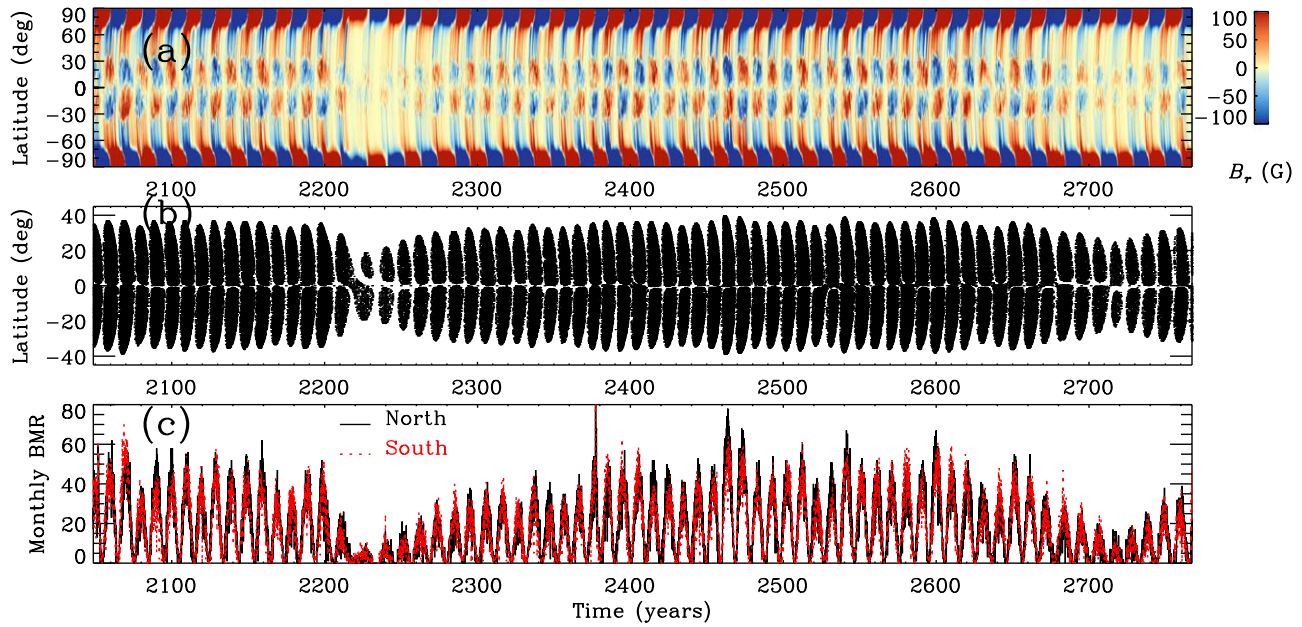 90
60
30
0
−30
−60
−90
Latitude (deg)
(a)
100
50
0
−50
−100
B_r (G)
2100 2200 2300 2400 2500 2600 2700
40
20
0
−20
−40
Latitude (deg)
(b)
2100 2200 2300 2400 2500 2600 2700
80
60
40
20
0
Monthly BMR
(c)
North
South
2100 2200 2300 2400 2500 2600 2700
Time (years)